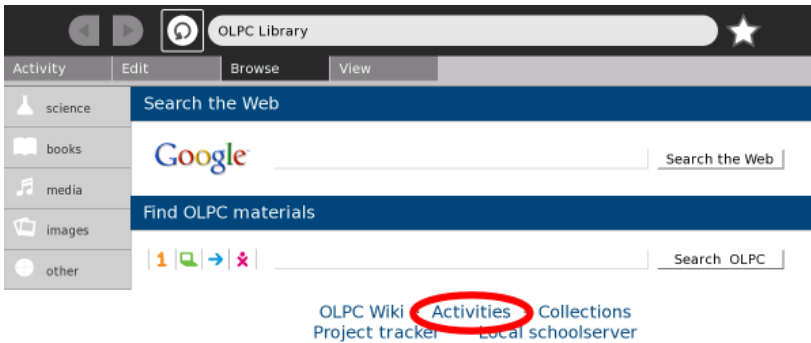 OLPC Library
Activity Edit Browse View
science
books
media
images
other
Search the Web
Google Search the Web
Find OLPC materials
1 Search OLPC
OLPC Wiki Activities Collections
Project tracker Local schoolserver